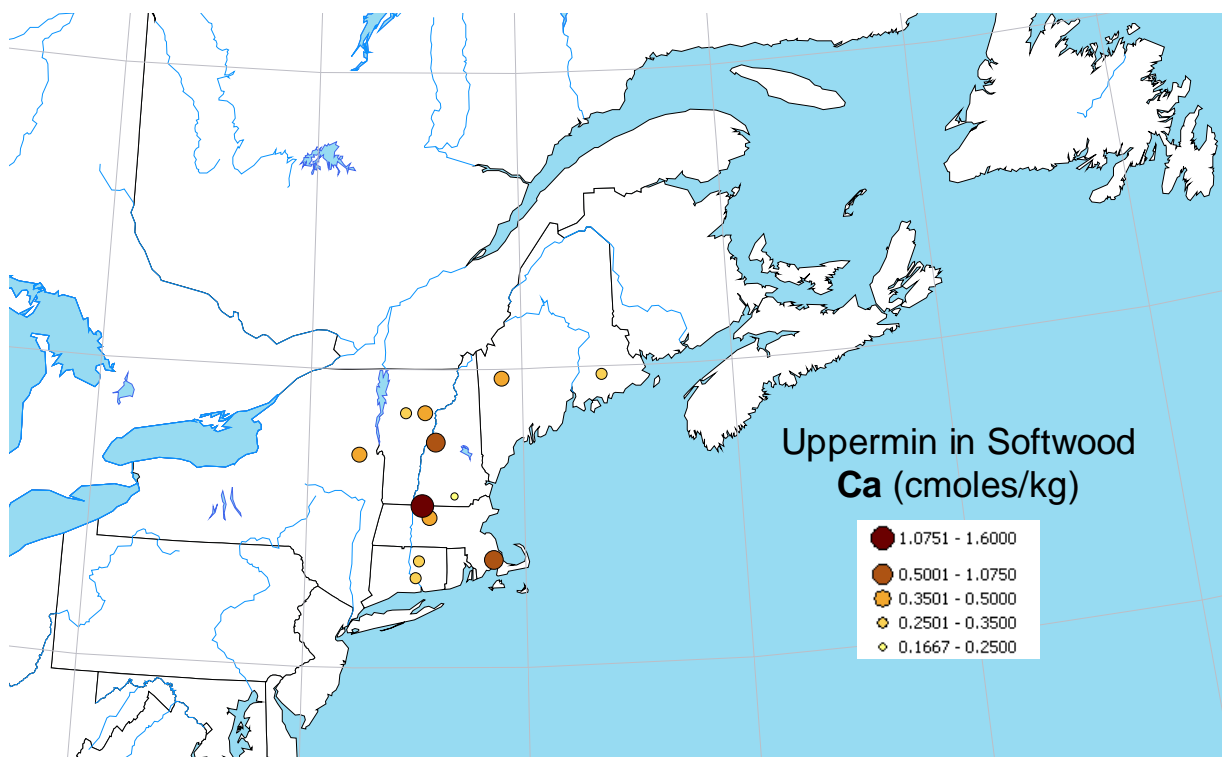 Uppermin in Softwood
Ca (cmoles/kg)
1.0751 - 1.6000
0.5001 - 1.0750
0.3501 - 0.5000
0.2501 - 0.3500
0.1667 - 0.2500